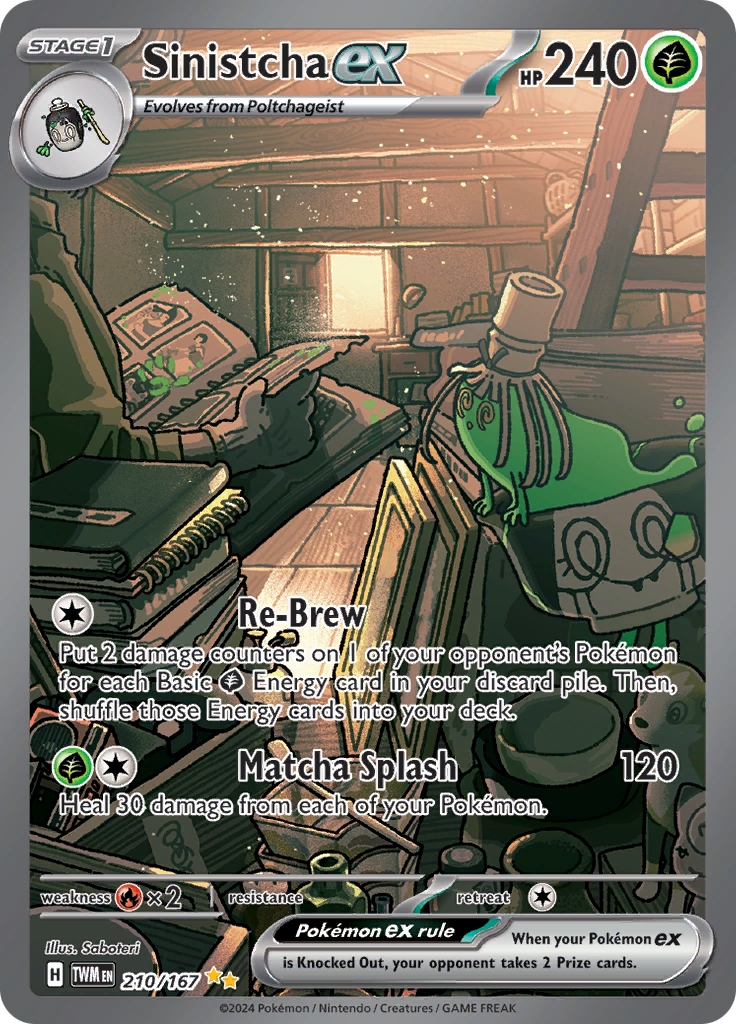 STAGE 1
Sinistcha ex
HP 240
Evolves from Poltchageist
Re-Brew
Put 2 damage counters on 1 of your opponent's Pokémon
for each Basic Energy card in your discard pile. Then,
shuffle those Energy cards into your deck.
Matcha Splash 120
Heal 30 damage from each of your Pokémon.
weakness ×2 resistance retreat
Illus. Saboteri
Pokémon ex rule
When your Pokémon ex
is Knocked Out, your opponent takes 2 Prize cards.
H TWM EN 210/167
©2024 Pokémon / Nintendo / Creatures / GAME FREAK